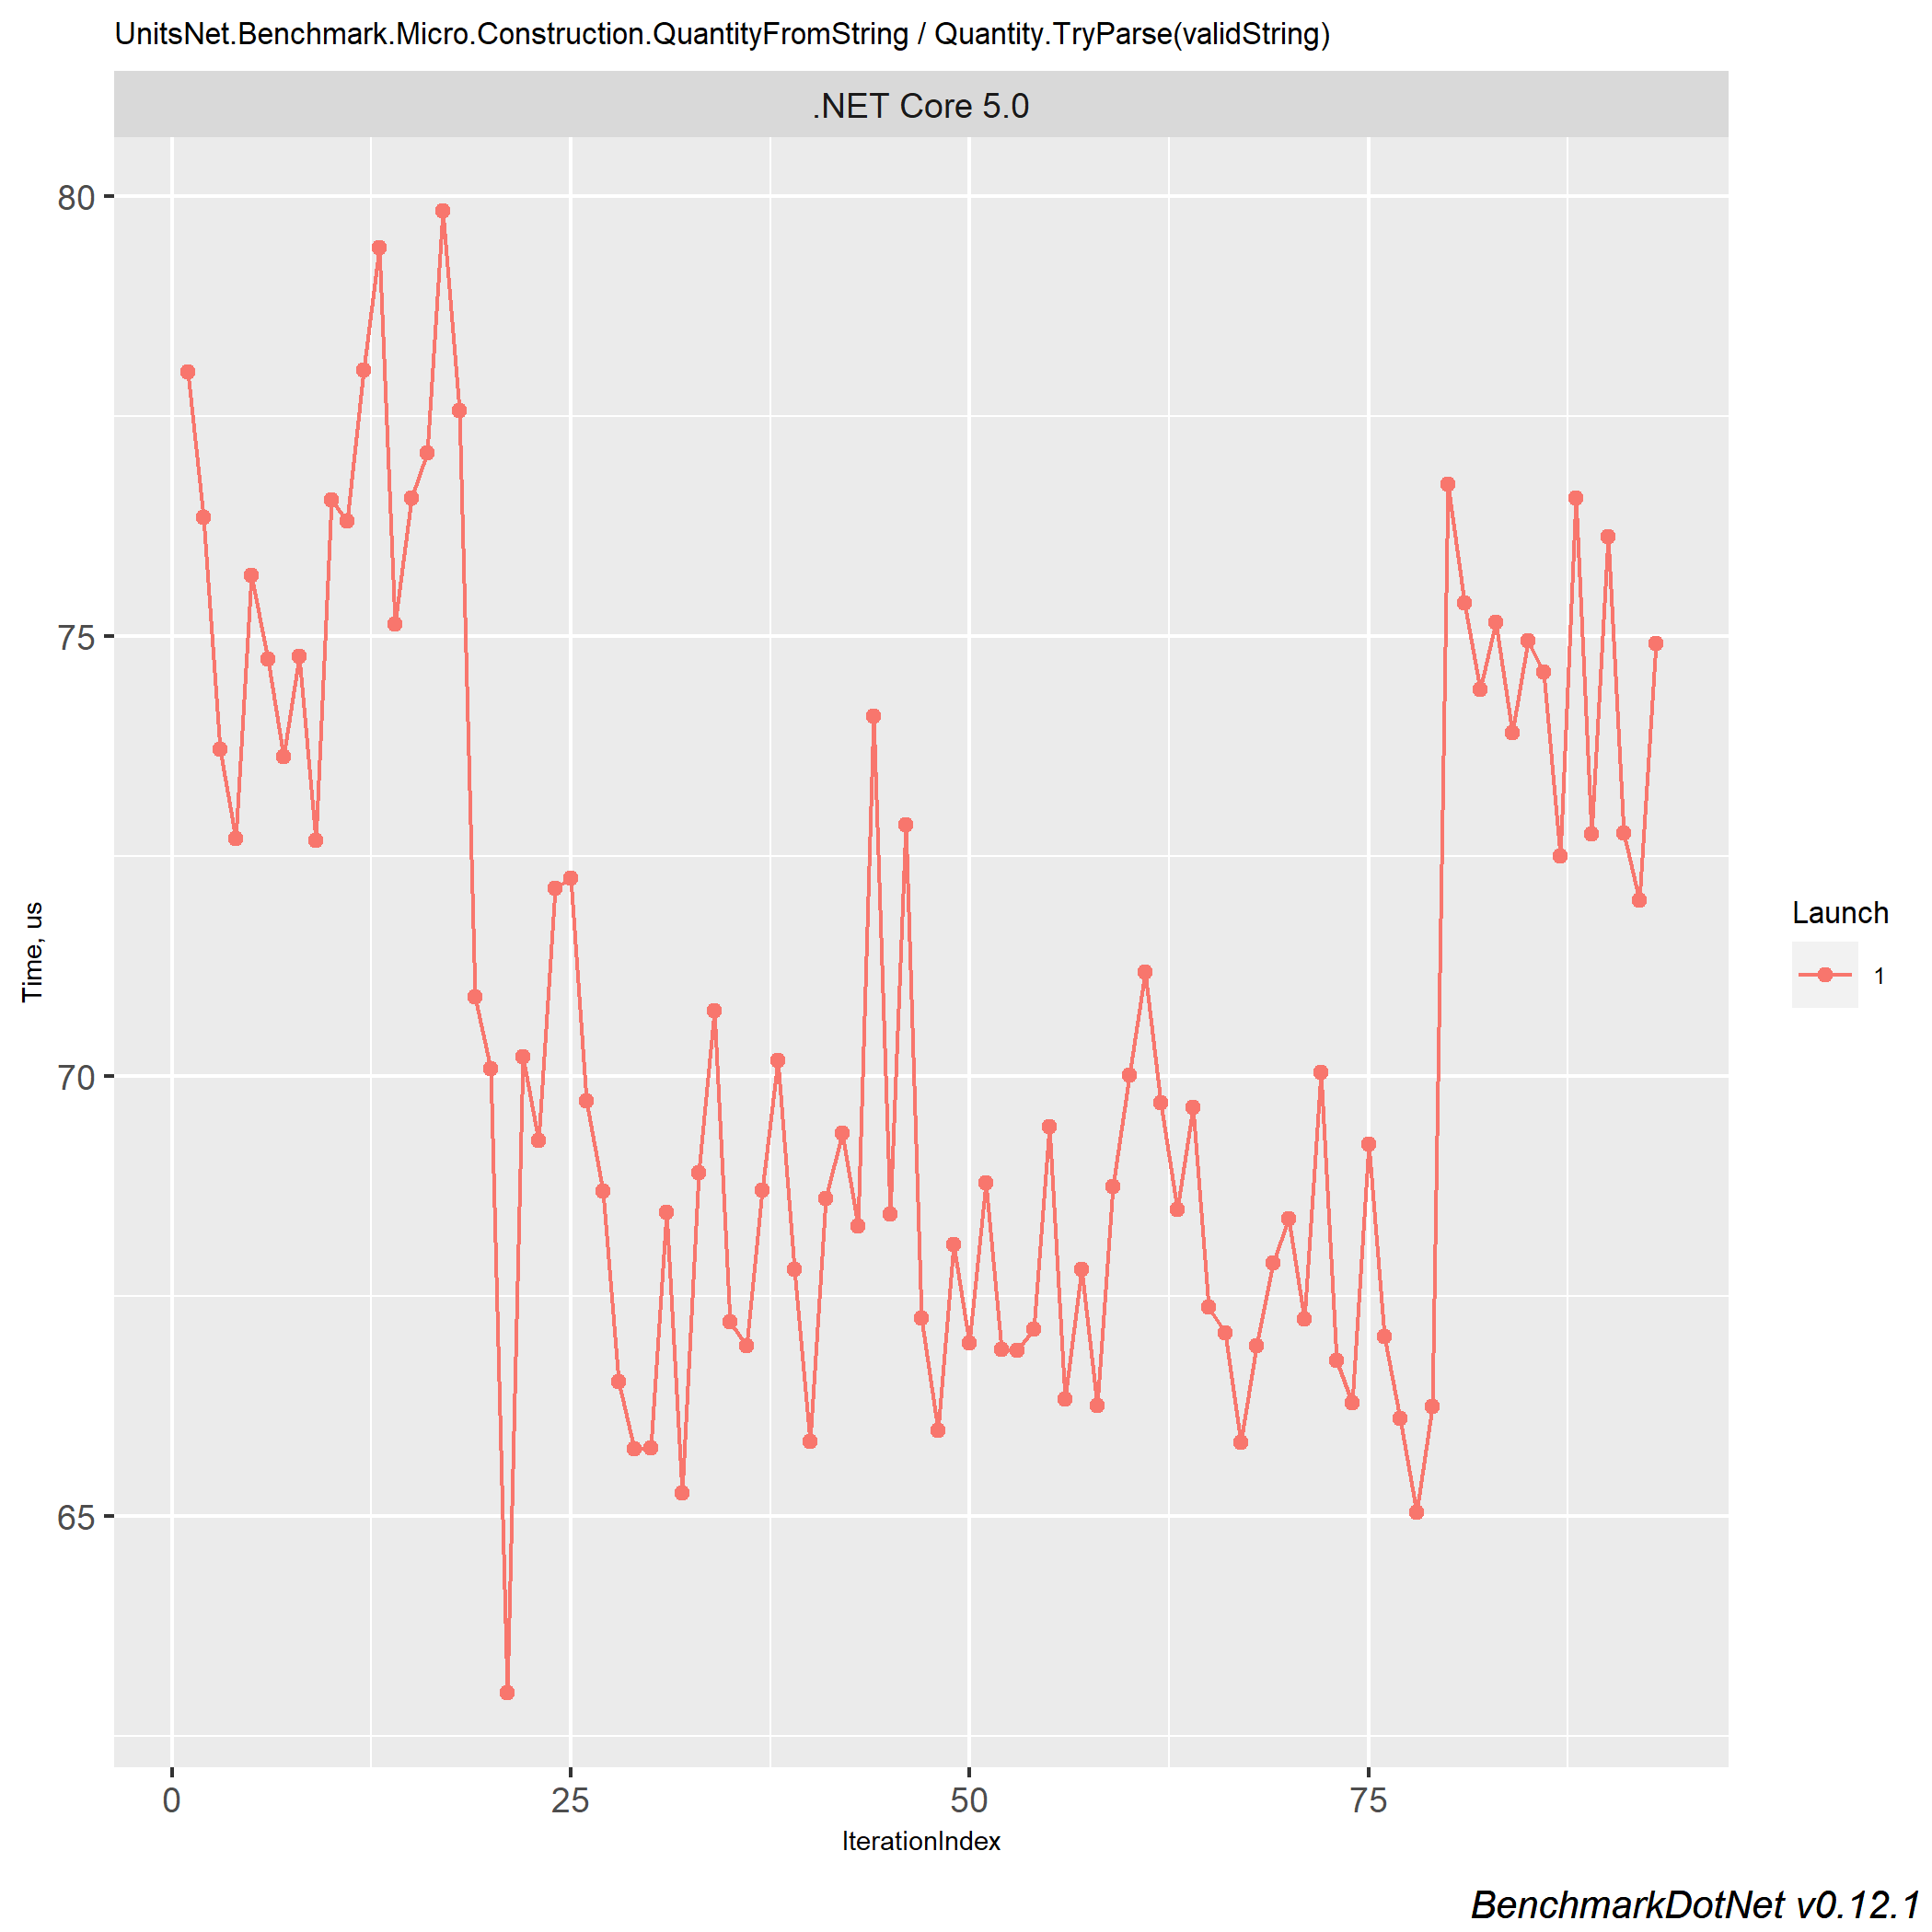 UnitsNet.Benchmark.Micro.Construction.QuantityFromString / Quantity.TryParse(validString)
.NET Core 5.0
80
75
70
65
Time, us
0 25 50 75
IterationIndex
Launch
1
BenchmarkDotNet v0.12.1